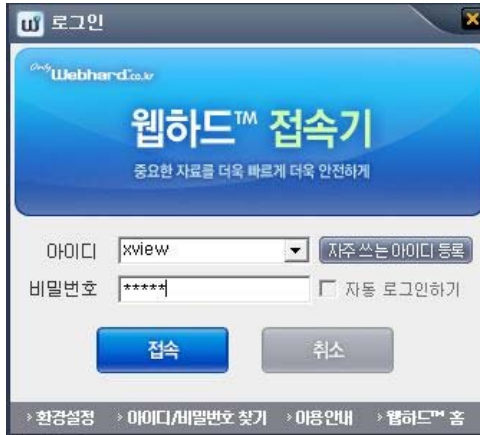 로그인
Only Webhard.co.kr
웹하드™ 접속기
중요한 자료를 더욱 빠르게 더욱 안전하게
아이디 xview 자주 쓰는 아이디 등록
비밀번호 ***** 자동 로그인하기
접속 취소
환경설정 아이디/비밀번호 찾기 이용안내 웹하드™ 홈